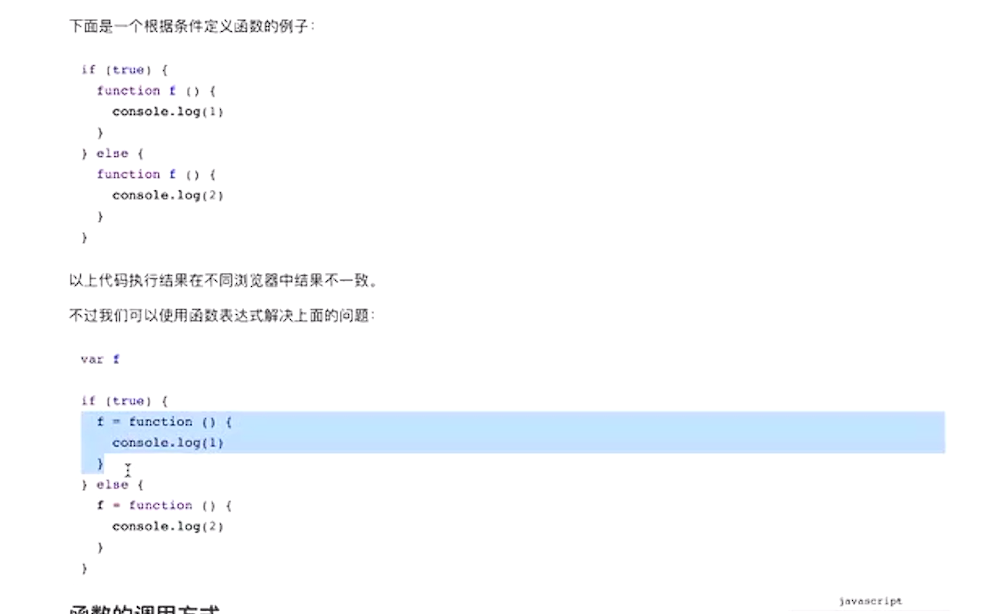 下面是一个根据条件定义函数的例子：
if (true) {
function f () {
console.log(1)
}
} else {
function f () {
console.log(2)
}
}
以上代码执行结果在不同浏览器中结果不一致。
不过我们可以使用函数表达式解决上面的问题：
var f
if (true) {
f = function () {
console.log(1)
}
} else {
f = function () {
console.log(2)
}
}
javascript
函数的调用方式